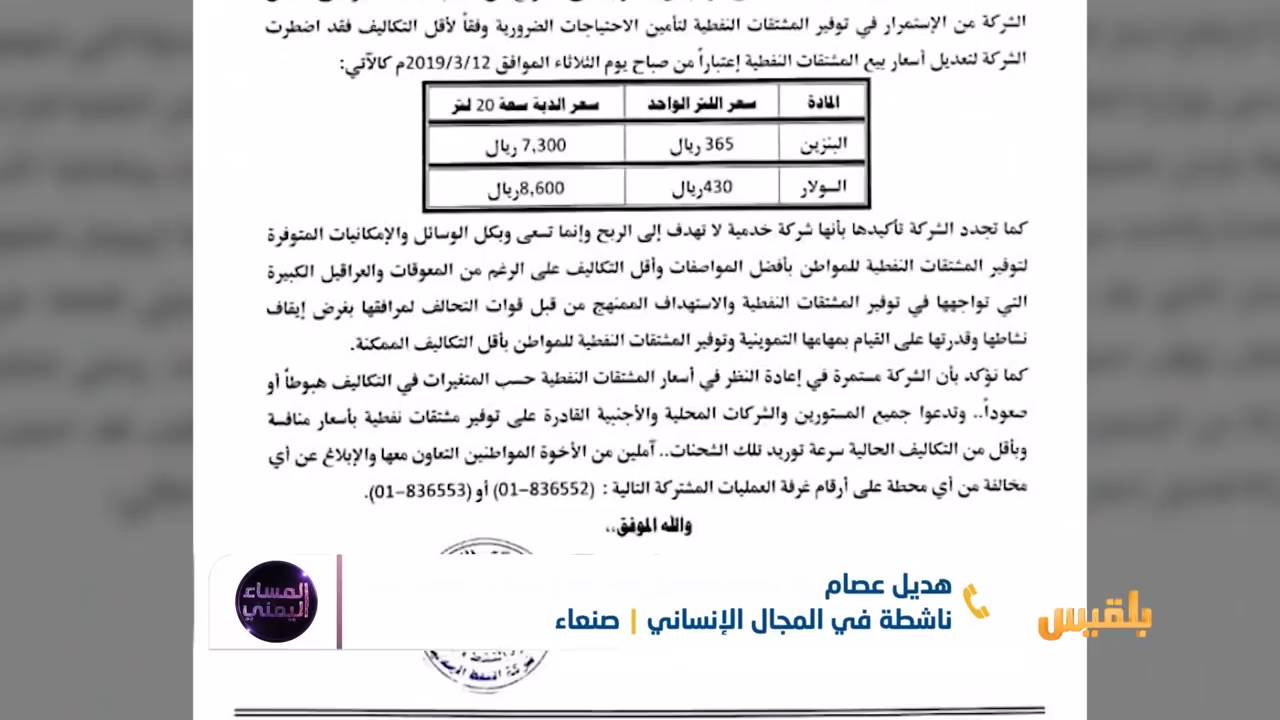 الشركة من الإستمرار في توفير المشتقات النفطية لتأمين الاحتياجات الضرورية وفقاً لأقل التكاليف فقد اضطرت
الشركة لتعديل أسعار بيع المشتقات النفطية إعتباراً من صباح يوم الثلاثاء الموافق 2019/3/12م كالآتي:
المادة سعر اللتر الواحد سعر الدبة سعة 20 لتر
البنزين 365 ريال 7,300 ريال
السولار 430ريال 8,600ريال
كما تجدد الشركة تأكيدها بأنها شركة خدمية لا تهدف إلى الربح وإنما تسعى وبكل الوسائل والإمكانيات المتوفرة
لتوفير المشتقات النفطية للمواطن بأفضل المواصفات وأقل التكاليف على الرغم من المعوقات والعراقيل الكبيرة
التي تواجهها في توفير المشتقات النفطية والاستهداف الممنهج من قبل قوات التحالف لمرافقها بغرض إيقاف
نشاطها وقدرتها على القيام بمهامها التموينية وتوفير المشتقات النفطية للمواطن بأقل التكاليف الممكنة.
كما نؤكد بأن الشركة مستمرة في إعادة النظر في أسعار المشتقات النفطية حسب المتغيرات في التكاليف هبوطاً أو
صعوداً.. وتدعوا جميع المستوردين والشركات المحلية والأجنبية القادرة على توفير مشتقات نفطية بأسعار منافسة
وبأقل من التكاليف الحالية سرعة توريد تلك الشحنات.. آملين من الأخوة المواطنين التعاون معها والإبلاغ عن أي
مخالفة من أي محطة على أرقام غرفة العمليات المشتركة التالية : (01-836552) أو (01-836553).
والله الموفق،،
هديل عصام
ناشطة في المجال الإنساني | صنعاء
المساء
اليمني
بلقيس
شركة النفط